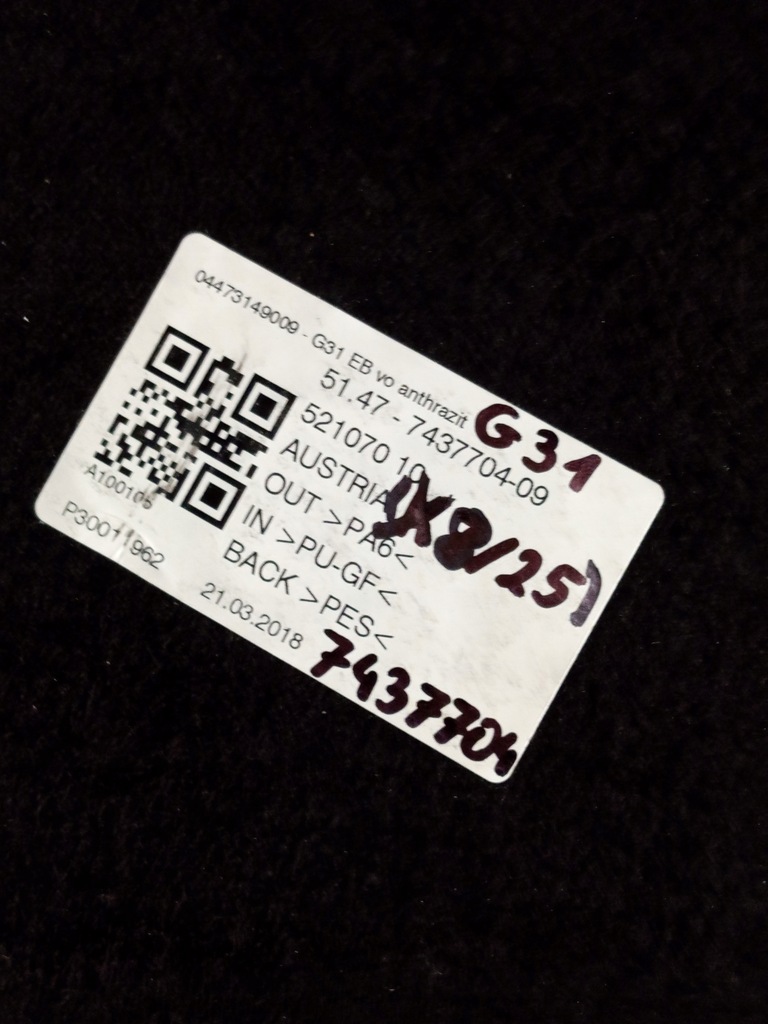 04473149009 - G31 EB vo anthrazit
51.47 - 7437704-09
G31
521070 10
AUSTRIA
(X8/25)
OUT >PA6<
IN >PU-GF<
BACK >PES<
A100105
P30011962
21.03.2018
7437704